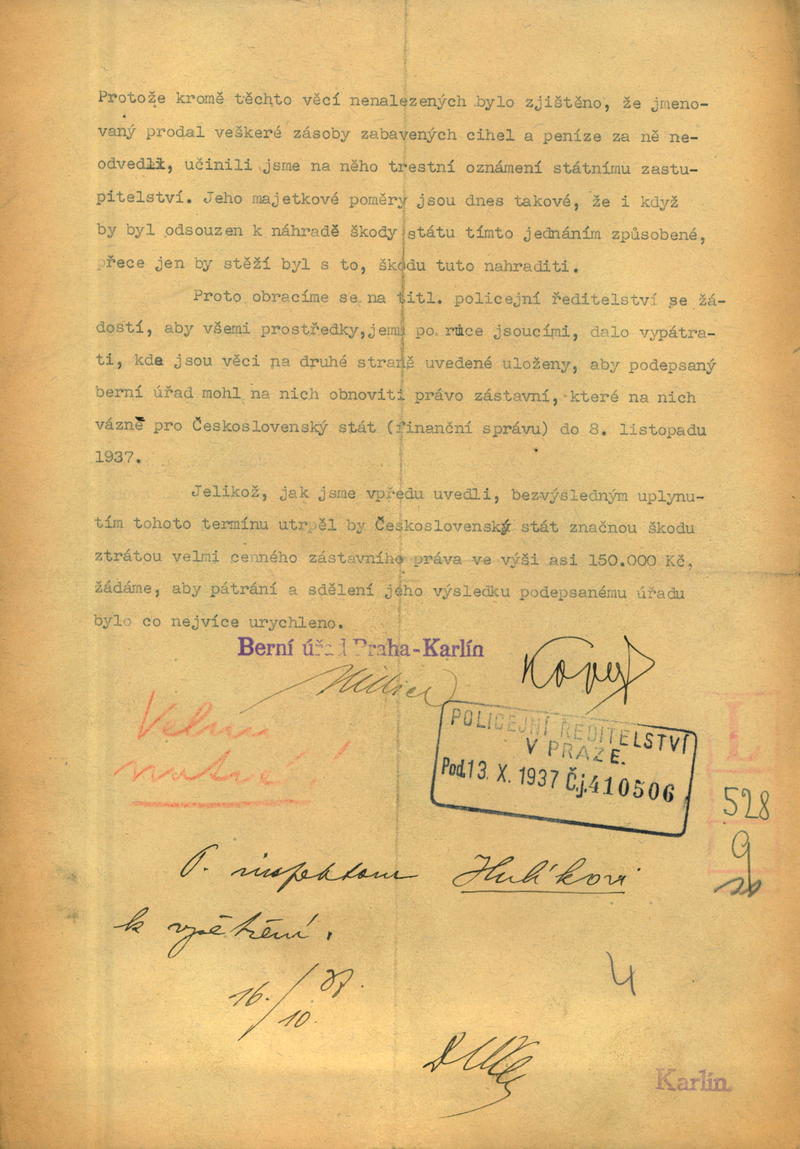 Protože kromě těchto věcí nenalezených bylo zjištěno, že jmeno-
vaný prodal veškeré zásoby zabavených cihel a peníze za ně ne-
odvedl, učinili jsme na něho trestní oznámení státnímu zastu-
pitelství. Jeho majetkové poměry jsou dnes takové, že i když
by byl odsouzen k náhradě škody státu tímto jednáním způsobené,
přece jen by stěží byl s to, škodu tuto nahraditi.
Proto obracíme se na titl. policejní ředitelství se žá-
dostí, aby všemi prostředky,jemu po ruce jsoucími, dalo vypátra-
ti, kde jsou věci na druhé straně uvedené uloženy, aby podepsaný
berní úřad mohl na nich obnoviti právo zástavní, které na nich
vázne pro Československý stát (finanční správu) do 8. listopadu
1937.
Jelikož, jak jsme vpředu uvedli, bezvýsledným uplynu-
tím tohoto termínu utrpěl by Československý stát značnou škodu
ztrátou velmi cenného zástavního práva ve výši asi 150.000 Kč,
žádáme, aby pátrání a sdělení jeho výsledku podepsanému úřadu
bylo co nejvíce urychleno.
Berní úřad Praha-Karlín
Velmi
POLICEJNÍ ŘEDITELSTVÍ
V PRAZE.
Pod. 13. X. 1937 Č.j. 410506
L
528
9
P. inspektoru Hulíkovi
k vyšetření.
16./10. 37.
4
Karlín